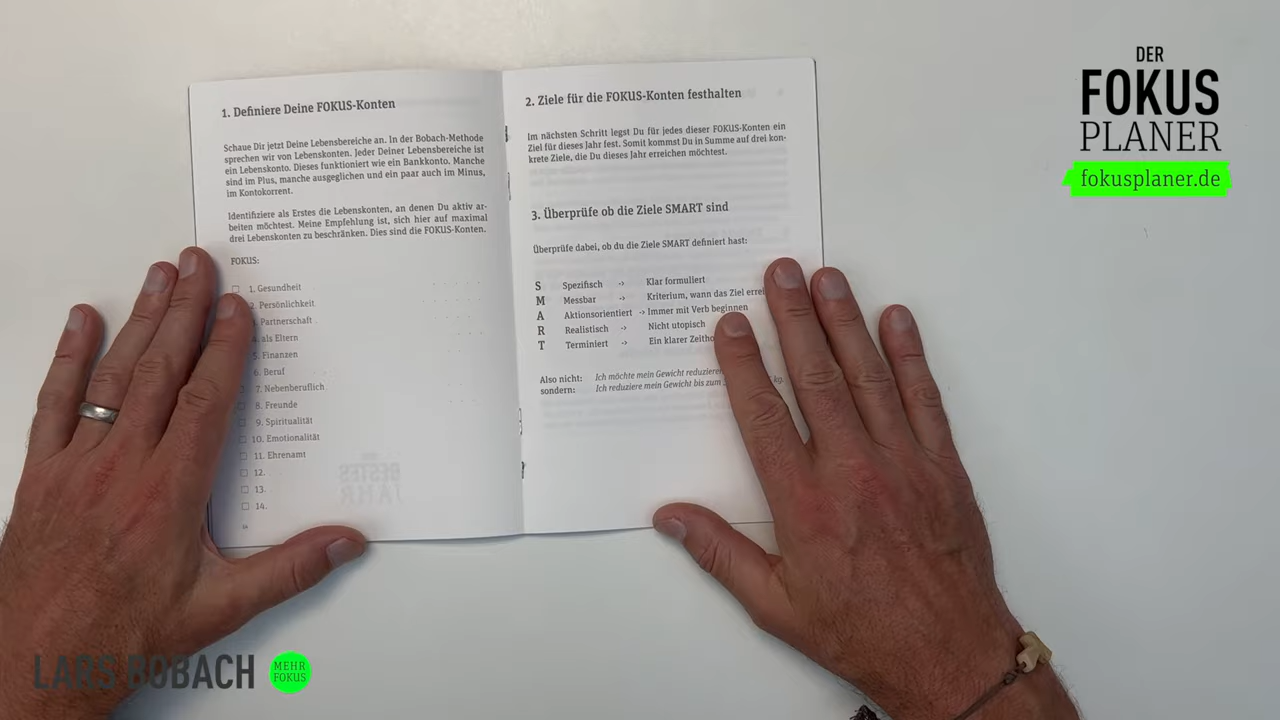 1. Definiere Deine FOKUS-Konten
Schaue Dir jetzt Deine Lebensbereiche an. In der Bobach-Methode
sprechen wir von Lebenskonten. Jeder Deiner Lebensbereiche ist
ein Lebenskonto. Dieses funktioniert wie ein Bankkonto. Manche
sind im Plus, manche ausgeglichen und ein paar auch im Minus,
im Kontokorrent.
Identifiziere als Erstes die Lebenskonten, an denen Du aktiv ar-
beiten möchtest. Meine Empfehlung ist, sich hier auf maximal
drei Lebenskonten zu beschränken. Dies sind die FOKUS-Konten.
FOKUS:
1. Gesundheit
2. Persönlichkeit
Partnerschaft
4. als Eltern
5. Finanzen
6. Beruf
7. Nebenberuflich
8. Freunde
9. Spiritualität
10. Emotionalität
11. Ehrenamt
12.
13.
14.
2. Ziele für die FOKUS-Konten festhalten
Im nächsten Schritt legst Du für jedes dieser FOKUS-Konten ein
Ziel für dieses Jahr fest. Somit kommst Du in Summe auf drei kon-
krete Ziele, die Du dieses Jahr erreichen möchtest.
3. Überprüfe ob die Ziele SMART sind
Überprüfe dabei, ob du die Ziele SMART definiert hast:
S Spezifisch -> Klar formuliert
M Messbar -> Kriterium, wann das Ziel
A Aktionsorientiert -> Immer mit Verb beginnen
R Realistisch -> Nicht utopisch
T Terminiert -> Ein klarer
Also nicht: Ich möchte mein Gewicht
sondern: Ich reduziere mein Gewicht bis zum kg.
DER
FOKUS
PLANER
fokusplaner.de
LARS BOBACH
MEHR
FOKUS